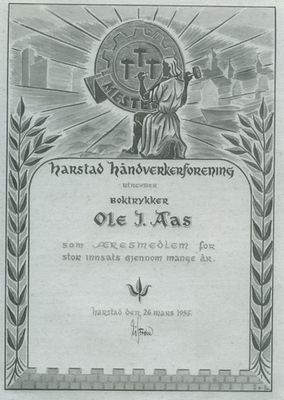 MESTER
harstad håndverkerforening
utnevner
boktrykker
Ole J. Aas
som Æresmedlem for
stor innsats gjennom mange år.
harstad den 26 mars 1955.